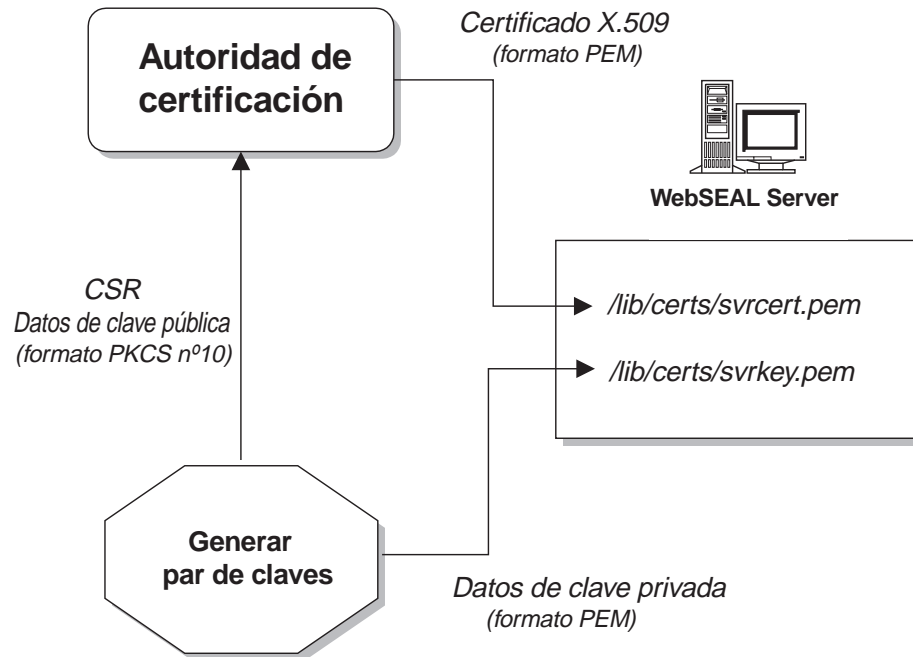 Certificado X.509
(formato PEM)
Autoridad de
certificación
WebSEAL Server
CSR
Datos de clave pública
(formato PKCS nº10)
/lib/certs/svrcert.pem
/lib/certs/svrkey.pem
Generar
par de claves
Datos de clave privada
(formato PEM)